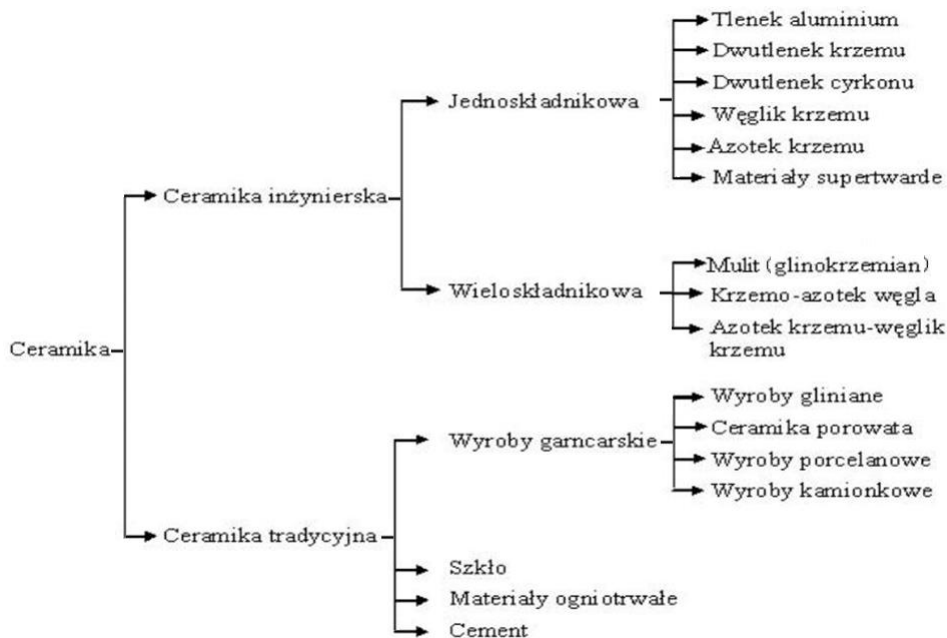 Ceramika
Ceramika inżynierska
Jednoskładnikowa
Tlenek aluminium
Dwutlenek krzemu
Dwutlenek cyrkonu
Węglik krzemu
Azotek krzemu
Materiały supertwarde
Wieloskładnikowa
Mulit (glinokrzemian)
Krzemo-azotek węgla
Azotek krzemu-węglik
krzemu
Ceramika tradycyjna
Wyroby garncarskie
Wyroby gliniane
Ceramika porowata
Wyroby porcelanowe
Wyroby kamionkowe
Szkło
Materiały ogniotrwałe
Cement